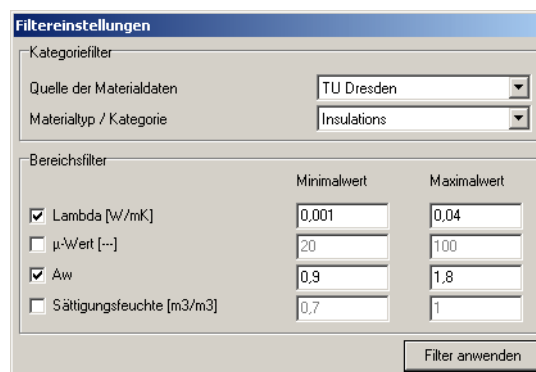 Filtereinstellungen
Kategoriefilter
Quelle der Materialdaten TU Dresden
Materialtyp / Kategorie Insulations
Bereichsfilter
Minimalwert Maximalwert
Lambda [W/mK] 0,001 0,04
µ-Wert [---] 20 100
Aw 0,9 1,8
Sättigungsfeuchte [m3/m3] 0,7 1
Filter anwenden